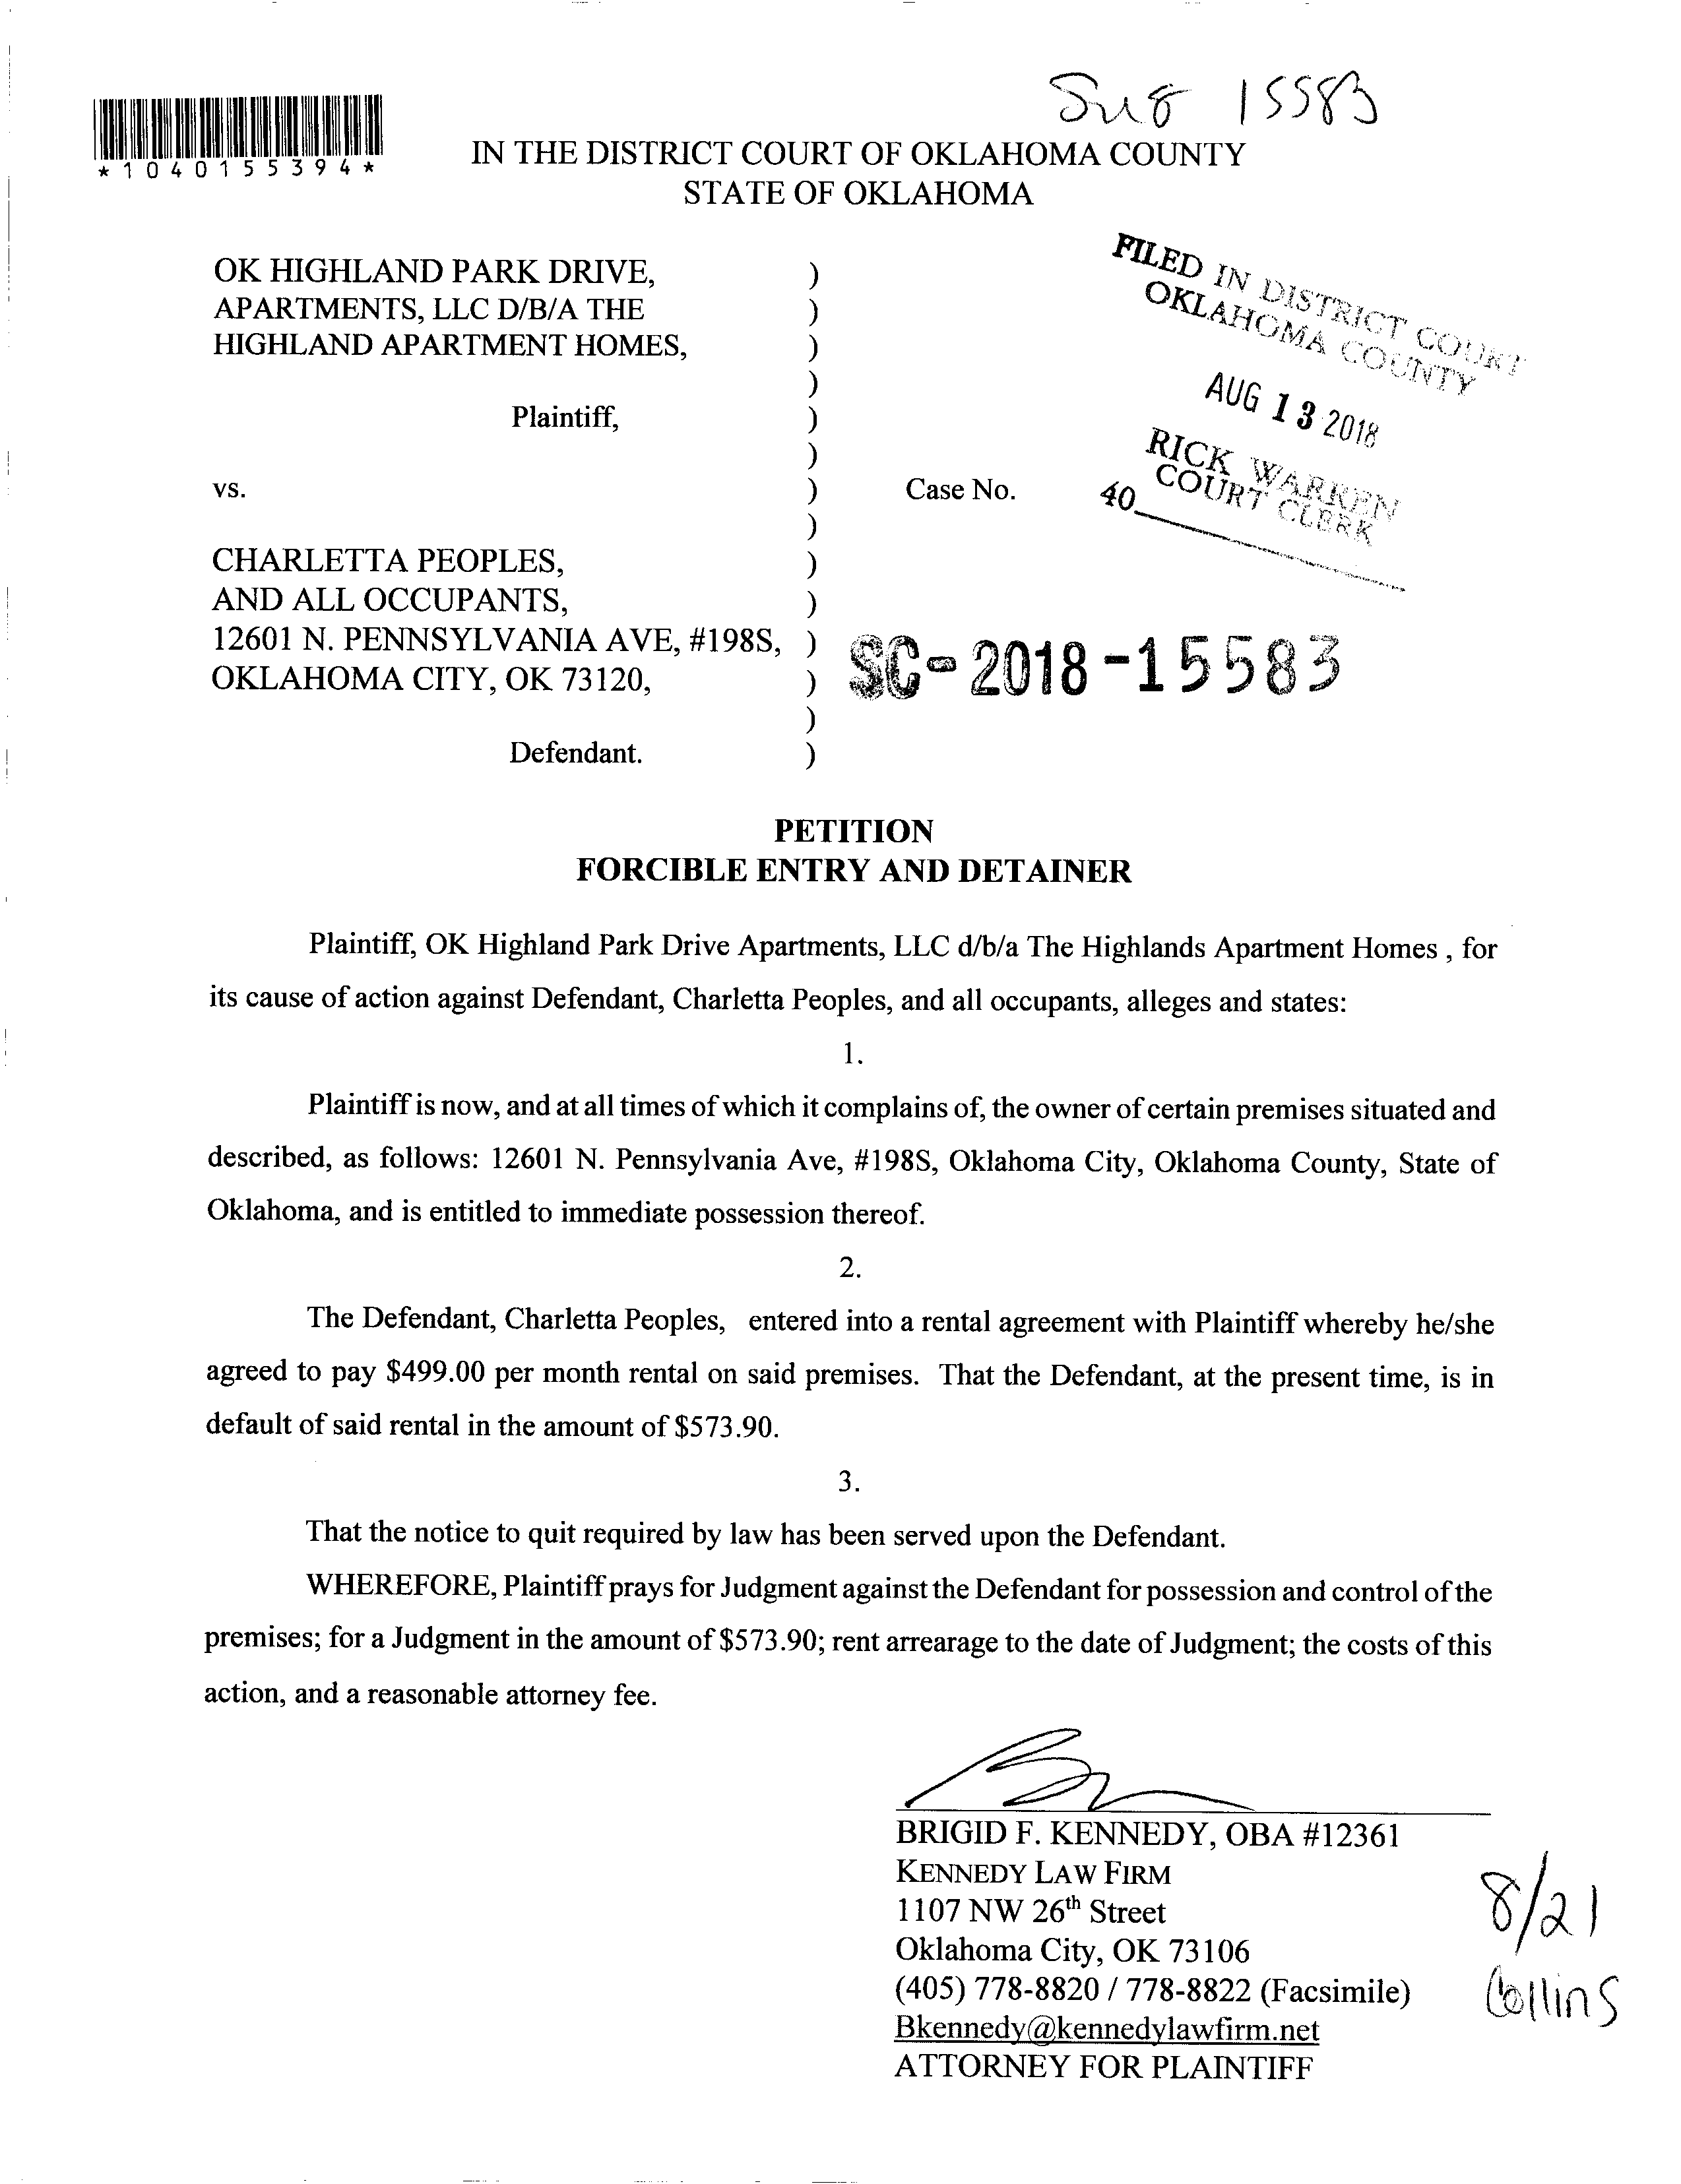 15583
*1040155394*
IN THE DISTRICT COURT OF OKLAHOMA COUNTY
STATE OF OKLAHOMA
FILED IN DISTRICT COURT
OKLAHOMA COUNTY
AUG 13 2018
RICK WARREN
COURT CLERK
40
OK HIGHLAND PARK DRIVE, )
APARTMENTS, LLC D/B/A THE )
HIGHLAND APARTMENT HOMES, )
)
Plaintiff, )
)
vs. ) Case No.
)
CHARLETTA PEOPLES, )
AND ALL OCCUPANTS, )
12601 N. PENNSYLVANIA AVE, #198S, ) SC-2018-15583
OKLAHOMA CITY, OK 73120, )
)
Defendant. )
PETITION
FORCIBLE ENTRY AND DETAINER
Plaintiff, OK Highland Park Drive Apartments, LLC d/b/a The Highlands Apartment Homes , for
its cause of action against Defendant, Charletta Peoples, and all occupants, alleges and states:
1.
Plaintiff is now, and at all times of which it complains of, the owner of certain premises situated and
described, as follows: 12601 N. Pennsylvania Ave, #198S, Oklahoma City, Oklahoma County, State of
Oklahoma, and is entitled to immediate possession thereof.
2.
The Defendant, Charletta Peoples, entered into a rental agreement with Plaintiff whereby he/she
agreed to pay $499.00 per month rental on said premises. That the Defendant, at the present time, is in
default of said rental in the amount of $573.90.
3.
That the notice to quit required by law has been served upon the Defendant.
WHEREFORE, Plaintiff prays for Judgment against the Defendant for possession and control of the
premises; for a Judgment in the amount of $573.90; rent arrearage to the date of Judgment; the costs of this
action, and a reasonable attorney fee.
BRIGID F. KENNEDY, OBA #12361
KENNEDY LAW FIRM
1107 NW 26th Street
Oklahoma City, OK 73106
(405) 778-8820 / 778-8822 (Facsimile)
Bkennedy@kennedylawfirm.net
ATTORNEY FOR PLAINTIFF
8/21
Collins